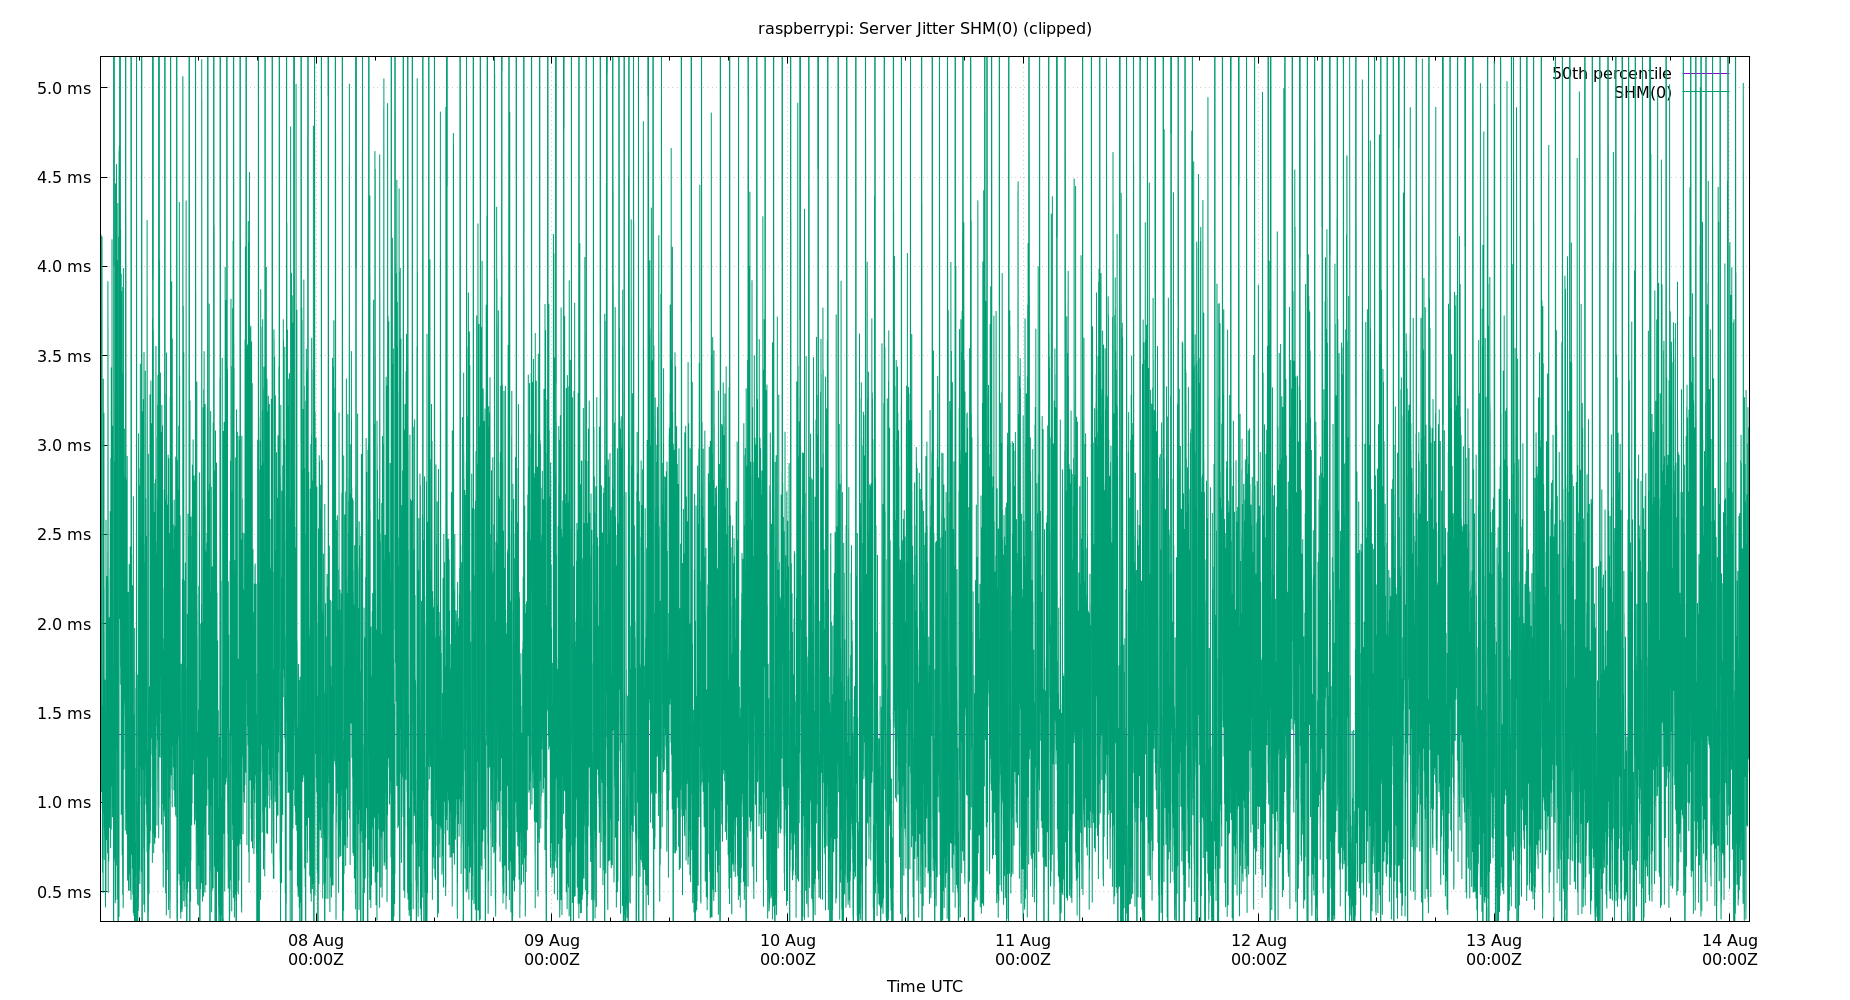 raspberrypi: Server Jitter SHM(0) (clipped)
50th percentile
SHM(0)
5.0 ms
4.5 ms
4.0 ms
3.5 ms
3.0 ms
2.5 ms
2.0 ms
1.5 ms
1.0 ms
0.5 ms
08 Aug 09 Aug 10 Aug 11 Aug 12 Aug 13 Aug 14 Aug
00:00Z 00:00Z 00:00Z 00:00Z 00:00Z 00:00Z 00:00Z
Time UTC